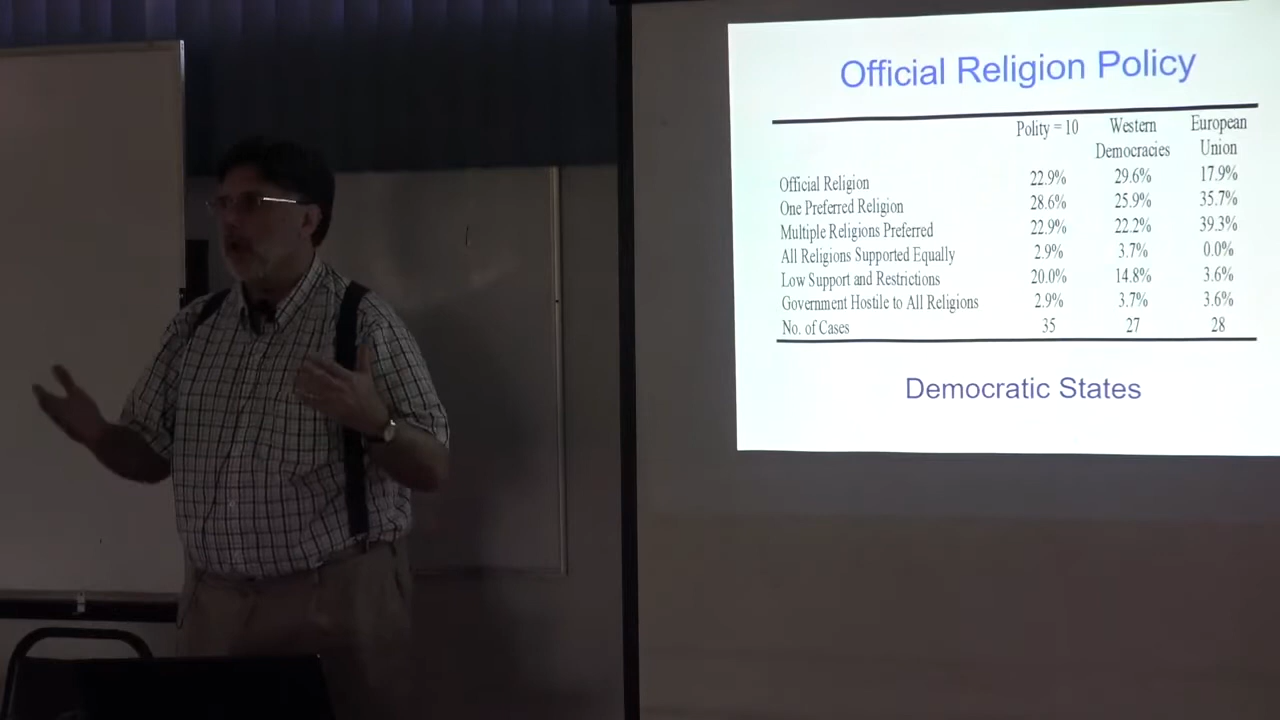 Official Religion Policy
Polity = 10 Western Democracies European Union
Official Religion 22.9% 29.6% 17.9%
One Preferred Religion 28.6% 25.9% 35.7%
Multiple Religions Preferred 22.9% 22.2% 39.3%
All Religions Supported Equally 2.9% 3.7% 0.0%
Low Support and Restrictions 20.0% 14.8% 3.6%
Government Hostile to All Religions 2.9% 3.7% 3.6%
No. of Cases 35 27 28
Democratic States